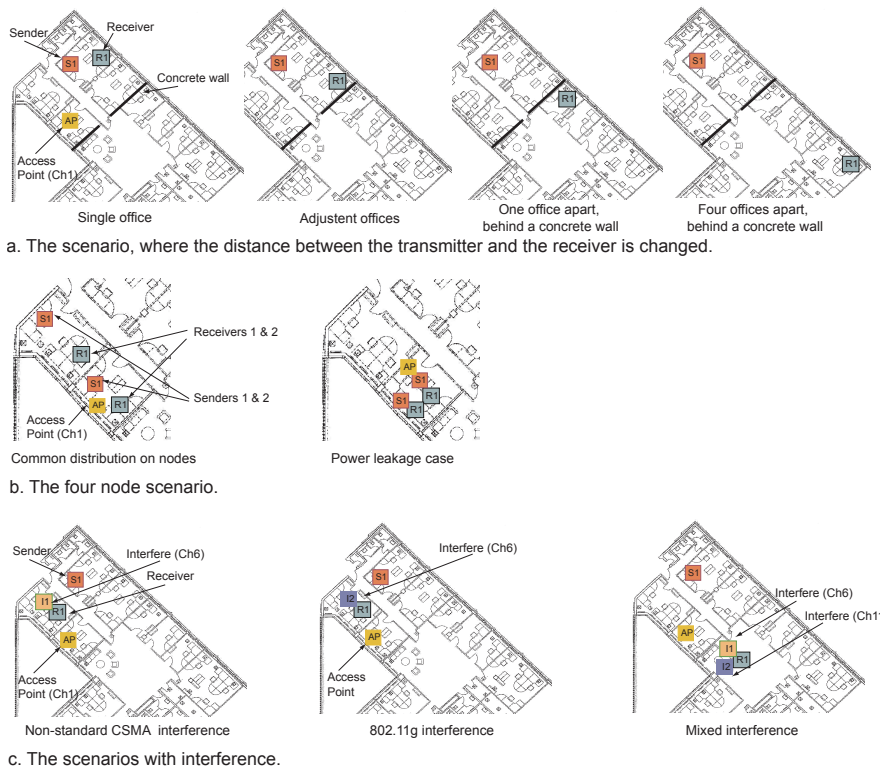 Sender
Receiver
S1
R1
Concrete wall
AP
Access
Point (Ch1)
Single office
S1
R1
Adjustent offices
S1
R1
One office apart,
behind a concrete wall
S1
R1
Four offices apart,
behind a concrete wall
a. The scenario, where the distance between the transmitter and the receiver is changed.
S1
R1
Receivers 1 & 2
S1
Senders 1 & 2
AP
R1
Access
Point (Ch1)
Common distribution on nodes
AP
S1
S1
R1
R1
Power leakage case
b. The four node scenario.
Sender
Interfere (Ch6)
S1
Receiver
I1
R1
AP
Access
Point (Ch1)
Non-standard CSMA interference
Interfere (Ch6)
S1
I2
R1
AP
Access
Point
802.11g interference
S1
Interfere (Ch6)
Interfere (Ch1
AP
I1
R1
I2
Mixed interference
c. The scenarios with interference.